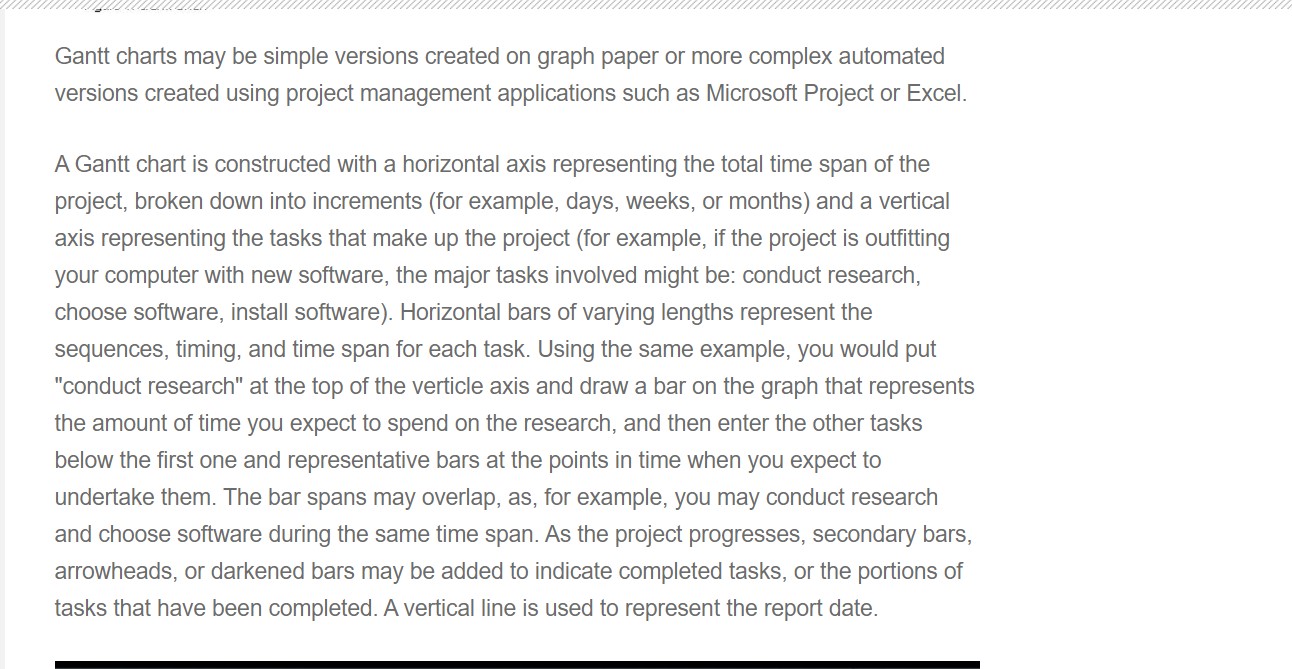 Gantt charts may be simple versions created on graph paper or more complex automated
versions created using project management applications such as Microsoft Project or Excel.
A Gantt chart is constructed with a horizontal axis representing the total time span of the
project, broken down into increments (for example, days, weeks, or months) and a vertical
axis representing the tasks that make up the project (for example, if the project is outfitting
your computer with new software, the major tasks involved might be: conduct research,
choose software, install software). Horizontal bars of varying lengths represent the
sequences, timing, and time span for each task. Using the same example, you would put
"conduct research" at the top of the verticle axis and draw a bar on the graph that represents
the amount of time you expect to spend on the research, and then enter the other tasks
below the first one and representative bars at the points in time when you expect to
undertake them. The bar spans may overlap, as, for example, you may conduct research
and choose software during the same time span. As the project progresses, secondary bars,
arrowheads, or darkened bars may be added to indicate completed tasks, or the portions of
tasks that have been completed. A vertical line is used to represent the report date.